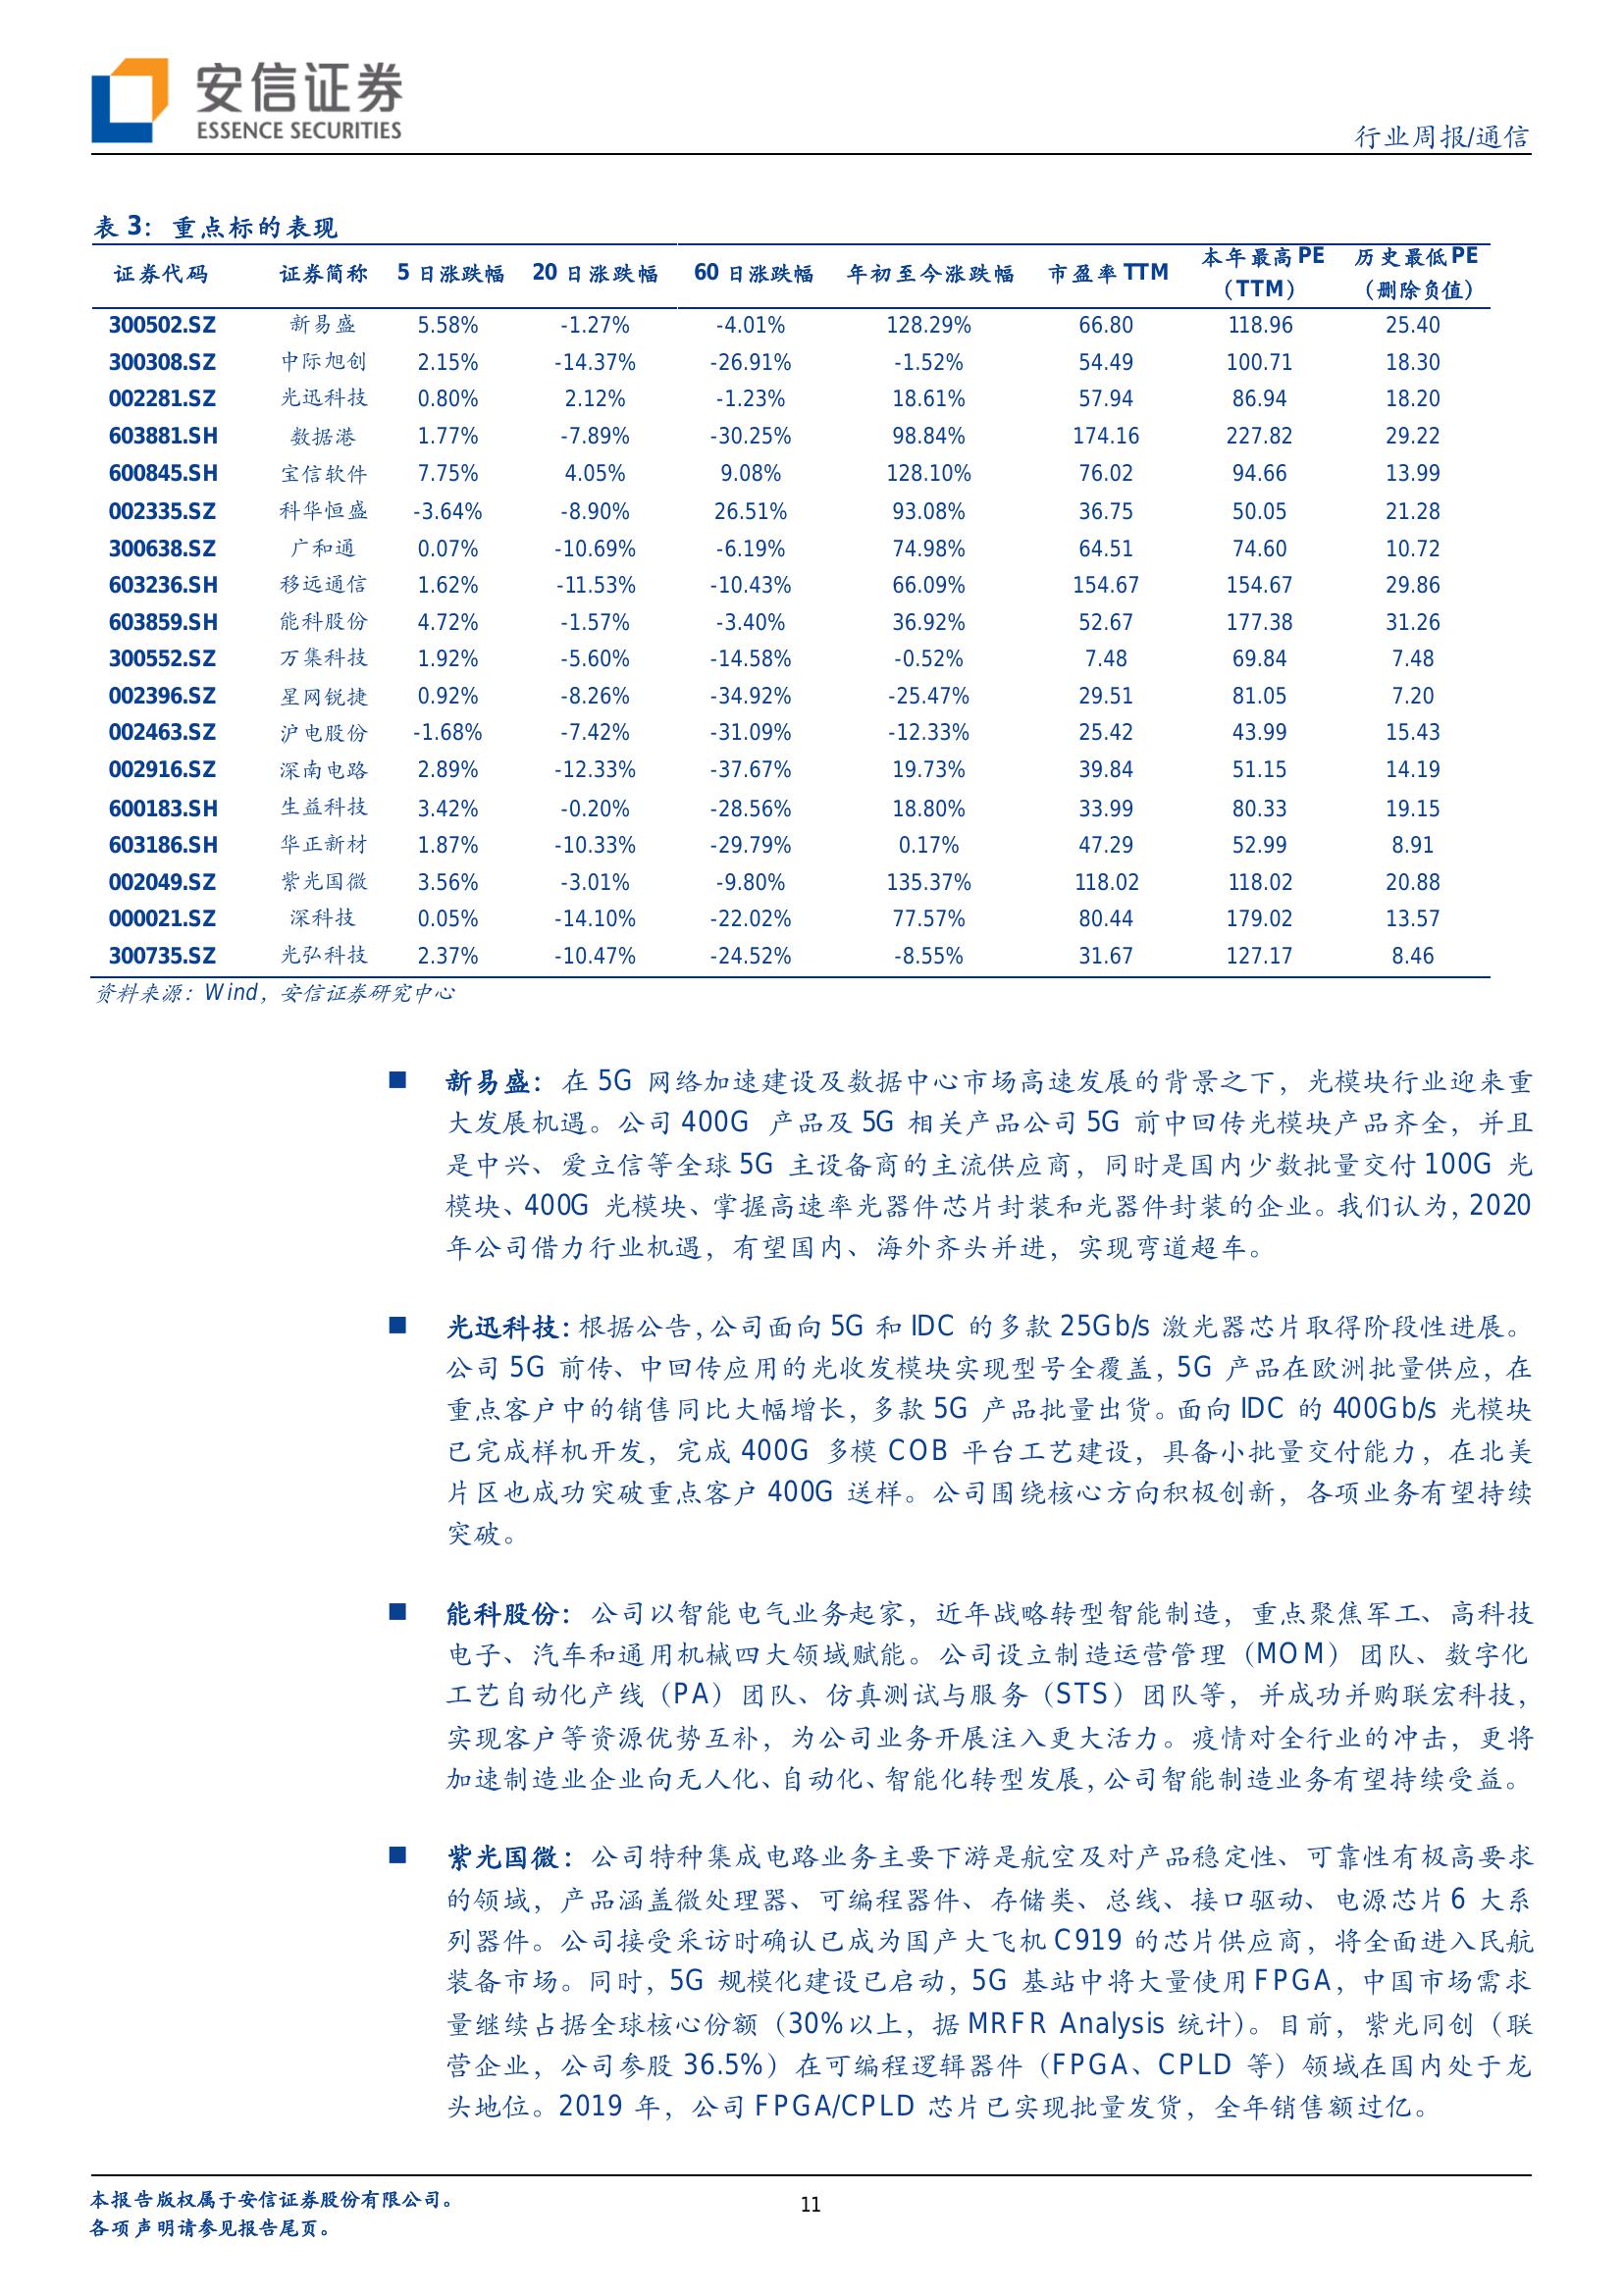 安信证券
ESSENCE SECURITIES
行业周报/通信
表 3：重点标的表现
证券代码 证券简称 5 日涨跌幅 20 日涨跌幅 60 日涨跌幅 年初至今涨跌幅 市盈率 TTM 本年最高 PE（TTM） 历史最低 PE（删除负值）
300502.SZ 新易盛 5.58% -1.27% -4.01% 128.29% 66.80 118.96 25.40
300308.SZ 中际旭创 2.15% -14.37% -26.91% -1.52% 54.49 100.71 18.30
002281.SZ 光迅科技 0.80% 2.12% -1.23% 18.61% 57.94 86.94 18.20
603881.SH 数据港 1.77% -7.89% -30.25% 98.84% 174.16 227.82 29.22
600845.SH 宝信软件 7.75% 4.05% 9.08% 128.10% 76.02 94.66 13.99
002335.SZ 科华恒盛 -3.64% -8.90% 26.51% 93.08% 36.75 50.05 21.28
300638.SZ 广和通 0.07% -10.69% -6.19% 74.98% 64.51 74.60 10.72
603236.SH 移远通信 1.62% -11.53% -10.43% 66.09% 154.67 154.67 29.86
603859.SH 能科股份 4.72% -1.57% -3.40% 36.92% 52.67 177.38 31.26
300552.SZ 万集科技 1.92% -5.60% -14.58% -0.52% 7.48 69.84 7.48
002396.SZ 星网锐捷 0.92% -8.26% -34.92% -25.47% 29.51 81.05 7.20
002463.SZ 沪电股份 -1.68% -7.42% -31.09% -12.33% 25.42 43.99 15.43
002916.SZ 深南电路 2.89% -12.33% -37.67% 19.73% 39.84 51.15 14.19
600183.SH 生益科技 3.42% -0.20% -28.56% 18.80% 33.99 80.33 19.15
603186.SH 华正新材 1.87% -10.33% -29.79% 0.17% 47.29 52.99 8.91
002049.SZ 紫光国微 3.56% -3.01% -9.80% 135.37% 118.02 118.02 20.88
000021.SZ 深科技 0.05% -14.10% -22.02% 77.57% 80.44 179.02 13.57
300735.SZ 光弘科技 2.37% -10.47% -24.52% -8.55% 31.67 127.17 8.46
资料来源：Wind，安信证券研究中心
■ 新易盛：在 5G 网络加速建设及数据中心市场高速发展的背景之下，光模块行业迎来重
大发展机遇。公司 400G 产品及 5G 相关产品公司 5G 前中回传光模块产品齐全，并且
是中兴、爱立信等全球 5G 主设备商的主流供应商，同时是国内少数批量交付 100G 光
模块、400G 光模块、掌握高速率光器件芯片封装和光器件封装的企业。我们认为，2020
年公司借力行业机遇，有望国内、海外齐头并进，实现弯道超车。
■ 光迅科技：根据公告，公司面向 5G 和 IDC 的多款 25Gb/s 激光器芯片取得阶段性进展。
公司 5G 前传、中回传应用的光收发模块实现型号全覆盖，5G 产品在欧洲批量供应，在
重点客户中的销售同比大幅增长，多款 5G 产品批量出货。面向 IDC 的 400Gb/s 光模块
已完成样机开发，完成 400G 多模 COB 平台工艺建设，具备小批量交付能力，在北美
片区也成功突破重点客户 400G 送样。公司围绕核心方向积极创新，各项业务有望持续
突破。
■ 能科股份：公司以智能电气业务起家，近年战略转型智能制造，重点聚焦军工、高科技
电子、汽车和通用机械四大领域赋能。公司设立制造运营管理（MOM）团队、数字化
工艺自动化产线（PA）团队、仿真测试与服务（STS）团队等，并成功并购联宏科技，
实现客户等资源优势互补，为公司业务开展注入更大活力。疫情对全行业的冲击，更将
加速制造业企业向无人化、自动化、智能化转型发展，公司智能制造业务有望持续受益。
■ 紫光国微：公司特种集成电路业务主要下游是航空及对产品稳定性、可靠性有极高要求
的领域，产品涵盖微处理器、可编程器件、存储类、总线、接口驱动、电源芯片 6 大系
列器件。公司接受采访时确认已成为国产大飞机 C919 的芯片供应商，将全面进入民航
装备市场。同时，5G 规模化建设已启动，5G 基站中将大量使用 FPGA，中国市场需求
量继续占据全球核心份额（30%以上，据 MRFR Analysis 统计）。目前，紫光同创（联
营企业，公司参股 36.5%）在可编程逻辑器件（FPGA、CPLD 等）领域在国内处于龙
头地位。2019 年，公司 FPGA/CPLD 芯片已实现批量发货，全年销售额过亿。
本报告版权属于安信证券股份有限公司。
各项声明请参见报告尾页。
11